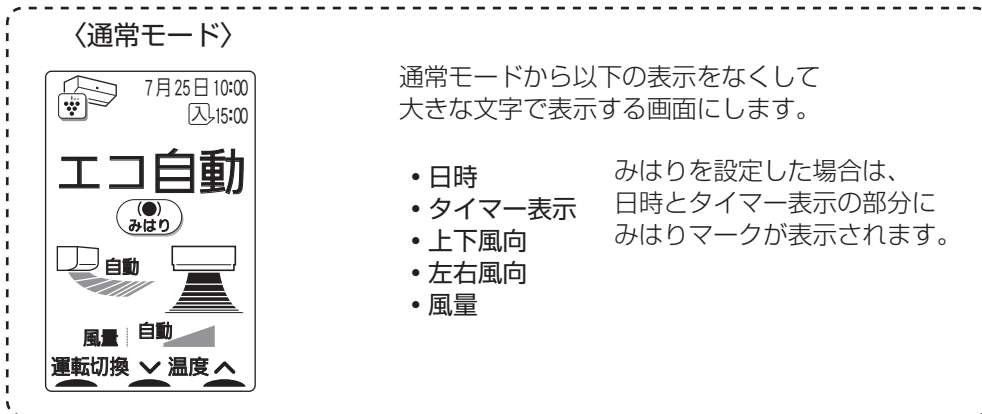 〈通常モード〉
7月25日10:00
入 15:00
エコ自動
みはり
自動
風量 自動
運転切換 ∨ 温度 ∧
通常モードから以下の表示をなくして
大きな文字で表示する画面にします。
• 日時
• タイマー表示
• 上下風向
• 左右風向
• 風量
みはりを設定した場合は、
日時とタイマー表示の部分に
みはりマークが表示されます。